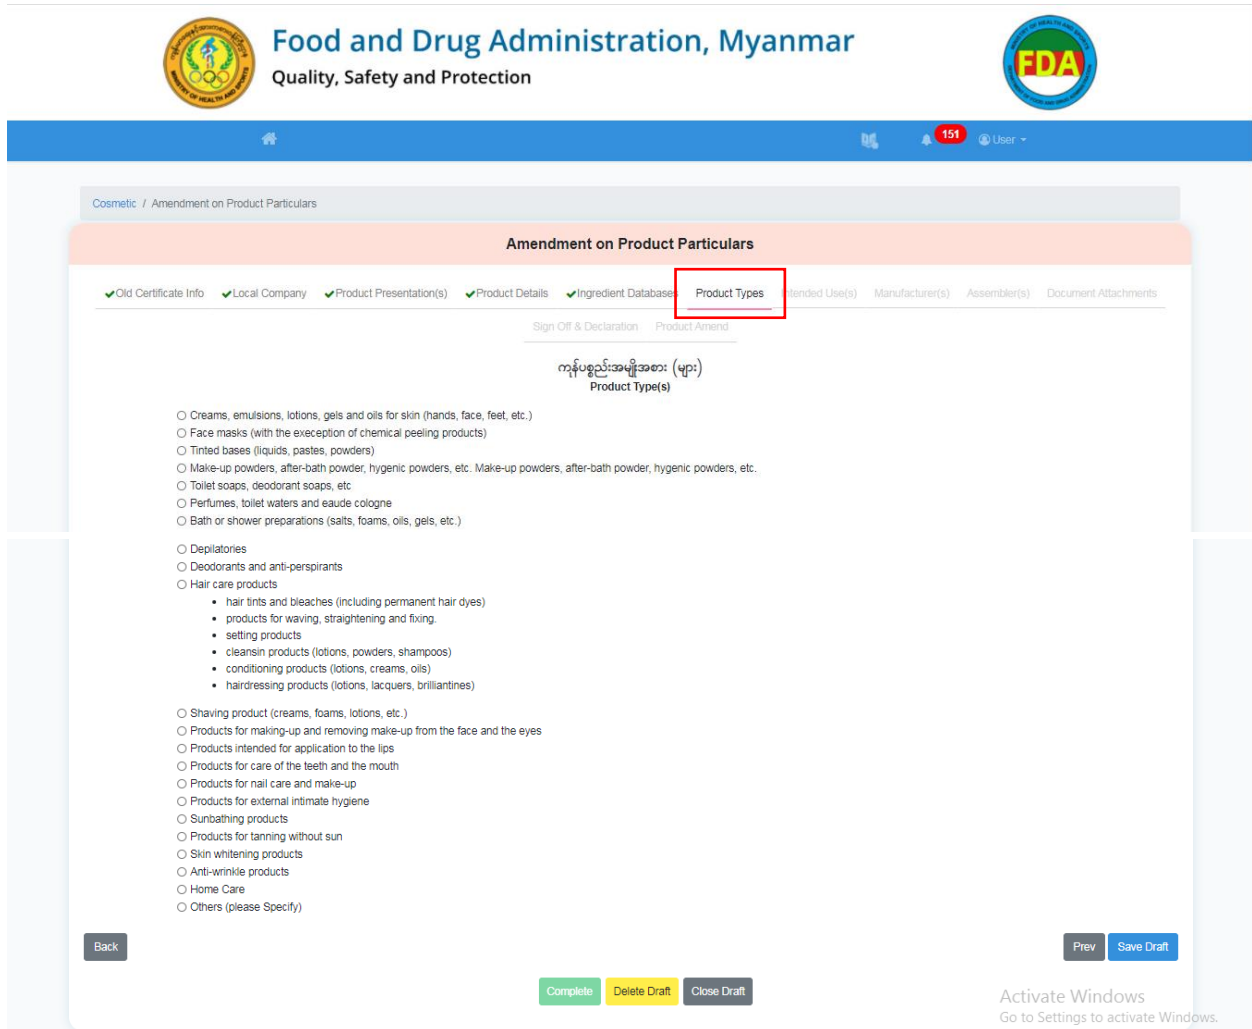 Food and Drug Administration, Myanmar
Quality, Safety and Protection
FDA
151
User
Cosmetic / Amendment on Product Particulars
Amendment on Product Particulars
Old Certificate Info Local Company Product Presentation(s) Product Details Ingredient Databases Product Types Intended Use(s) Manufacturer(s) Assembler(s) Document Attachments
Sign Off & Declaration Product Amend
ကုန်ပစ္စည်းအမျိုးအစား (များ)
Product Type(s)
Creams, emulsions, lotions, gels and oils for skin (hands, face, feet, etc.)
Face masks (with the exeception of chemical peeling products)
Tinted bases (liquids, pastes, powders)
Make-up powders, after-bath powder, hygenic powders, etc. Make-up powders, after-bath powder, hygenic powders, etc.
Toilet soaps, deodorant soaps, etc
Perfumes, toilet waters and eaude cologne
Bath or shower preparations (salts, foams, oils, gels, etc.)
Depilatories
Deodorants and anti-perspirants
Hair care products
• hair tints and bleaches (including permanent hair dyes)
• products for waving, straightening and fixing.
• setting products
• cleansin products (lotions, powders, shampoos)
• conditioning products (lotions, creams, oils)
• hairdressing products (lotions, lacquers, brilliantines)
Shaving product (creams, foams, lotions, etc.)
Products for making-up and removing make-up from the face and the eyes
Products intended for application to the lips
Products for care of the teeth and the mouth
Products for nail care and make-up
Products for external intimate hygiene
Sunbathing products
Products for tanning without sun
Skin whitening products
Anti-wrinkle products
Home Care
Others (please Specify)
Back
Prev Save Draft
Complete Delete Draft Close Draft
Activate Windows
Go to Settings to activate Windows.